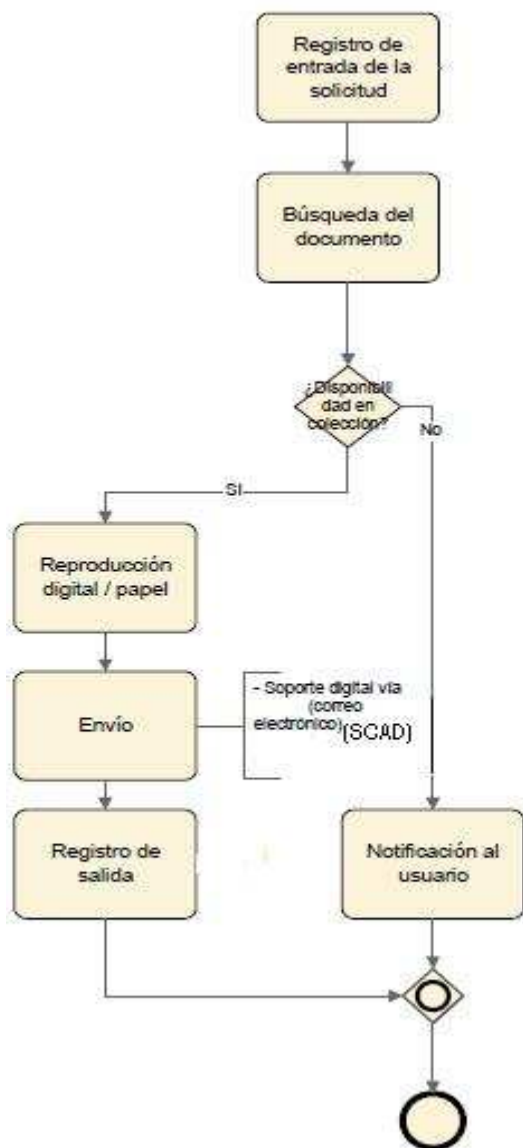 Registro de
entrada de la
solicitud
Búsqueda del
documento
¿Disponibili
dad en
colección?
No
SI
Reproducción
digital / papel
Envío
- Soporte digital vía
(correo
electrónico)
(SCAD)
Registro de
salida
Notificación al
usuario